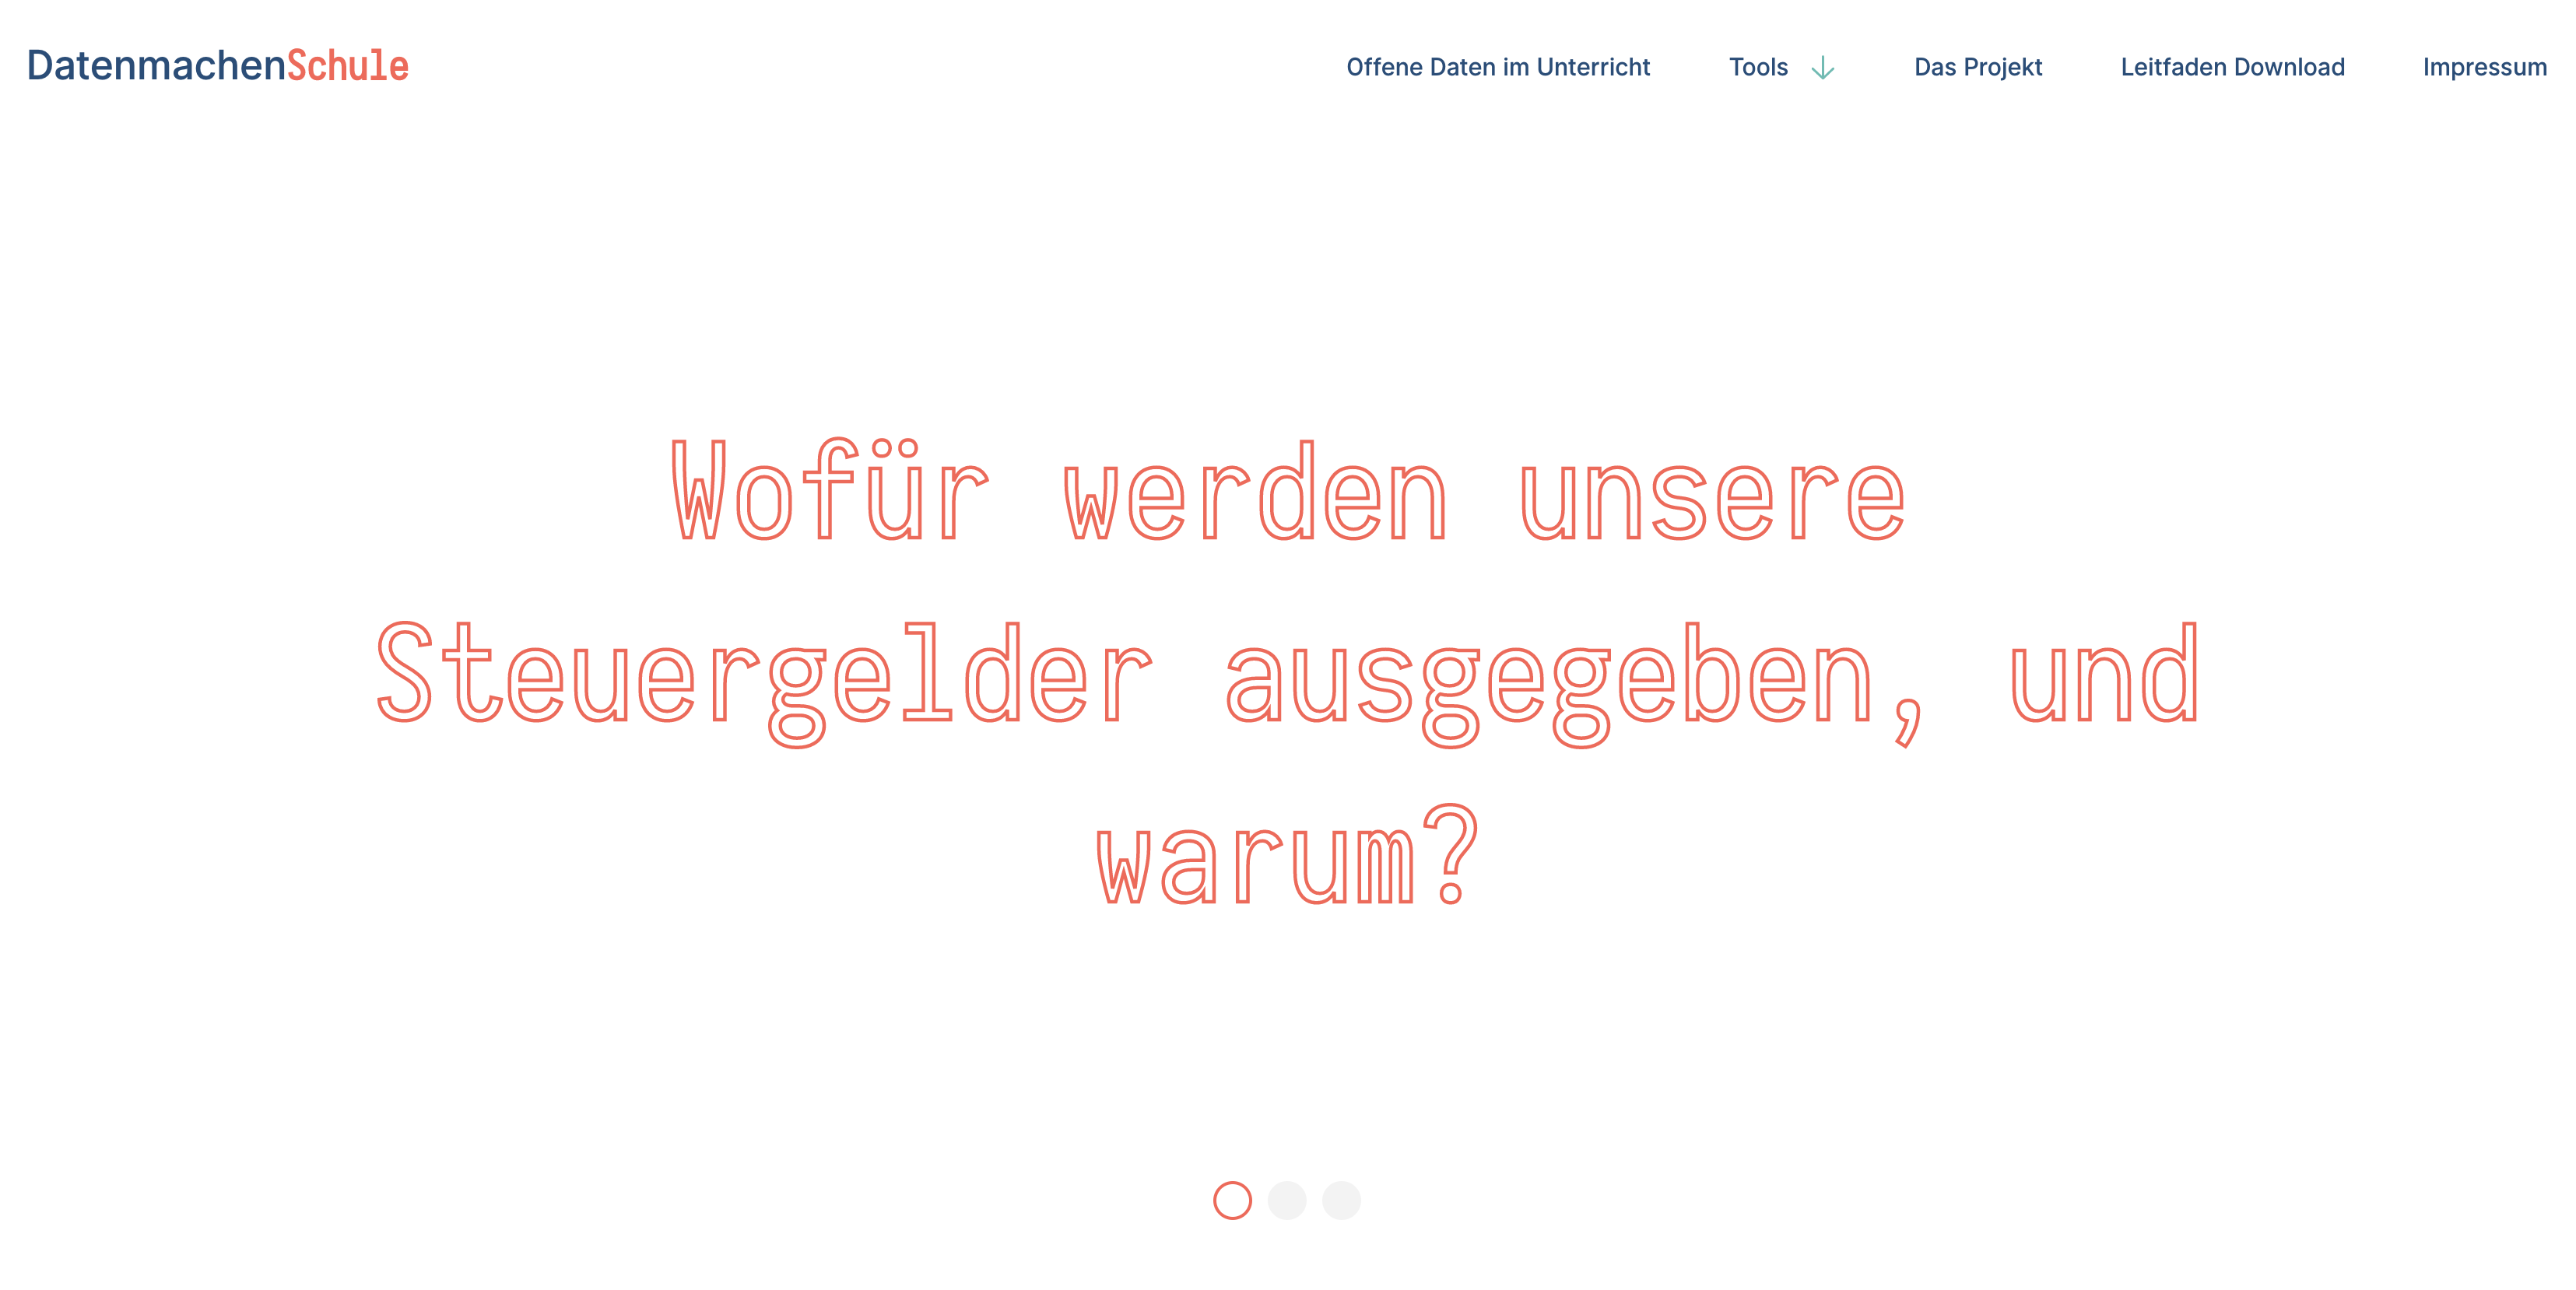 DatenmachenSchule
Offene Daten im Unterricht Tools ↓ Das Projekt Leitfaden Download Impressum
Wofür werden unsere
Steuergelder ausgegeben, und
warum?